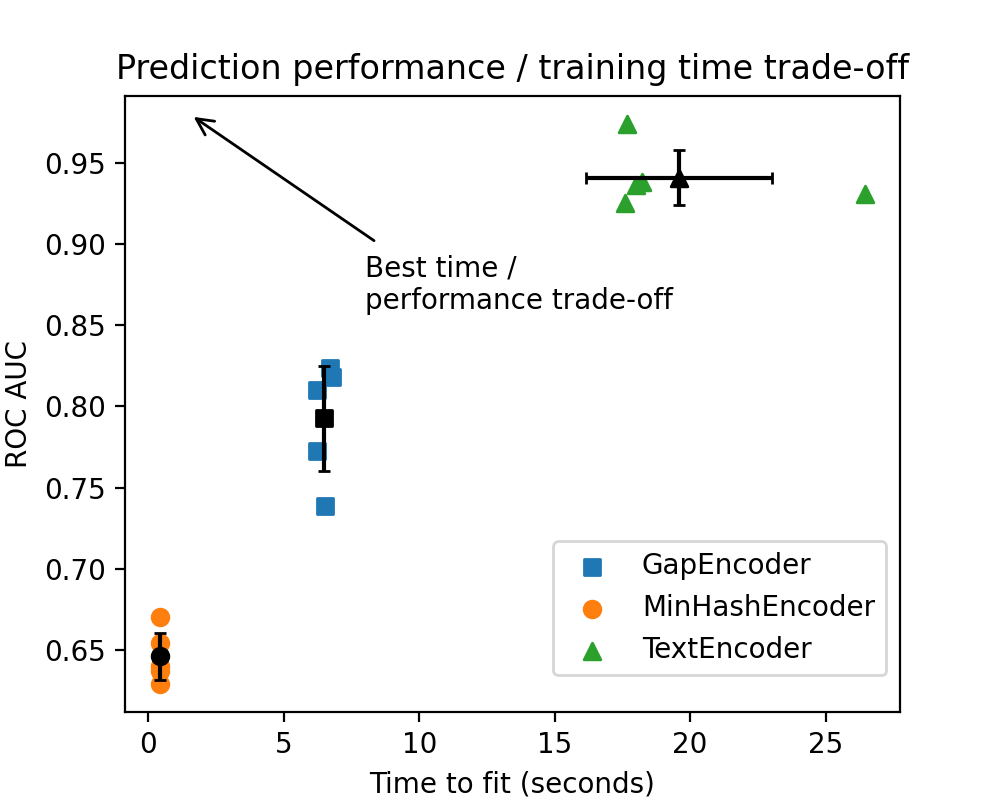 Prediction performance / training time trade-off
ROC AUC
0.95
0.90
0.85
0.80
0.75
0.70
0.65
Best time /
performance trade-off
GapEncoder
MinHashEncoder
TextEncoder
0 5 10 15 20 25
Time to fit (seconds)